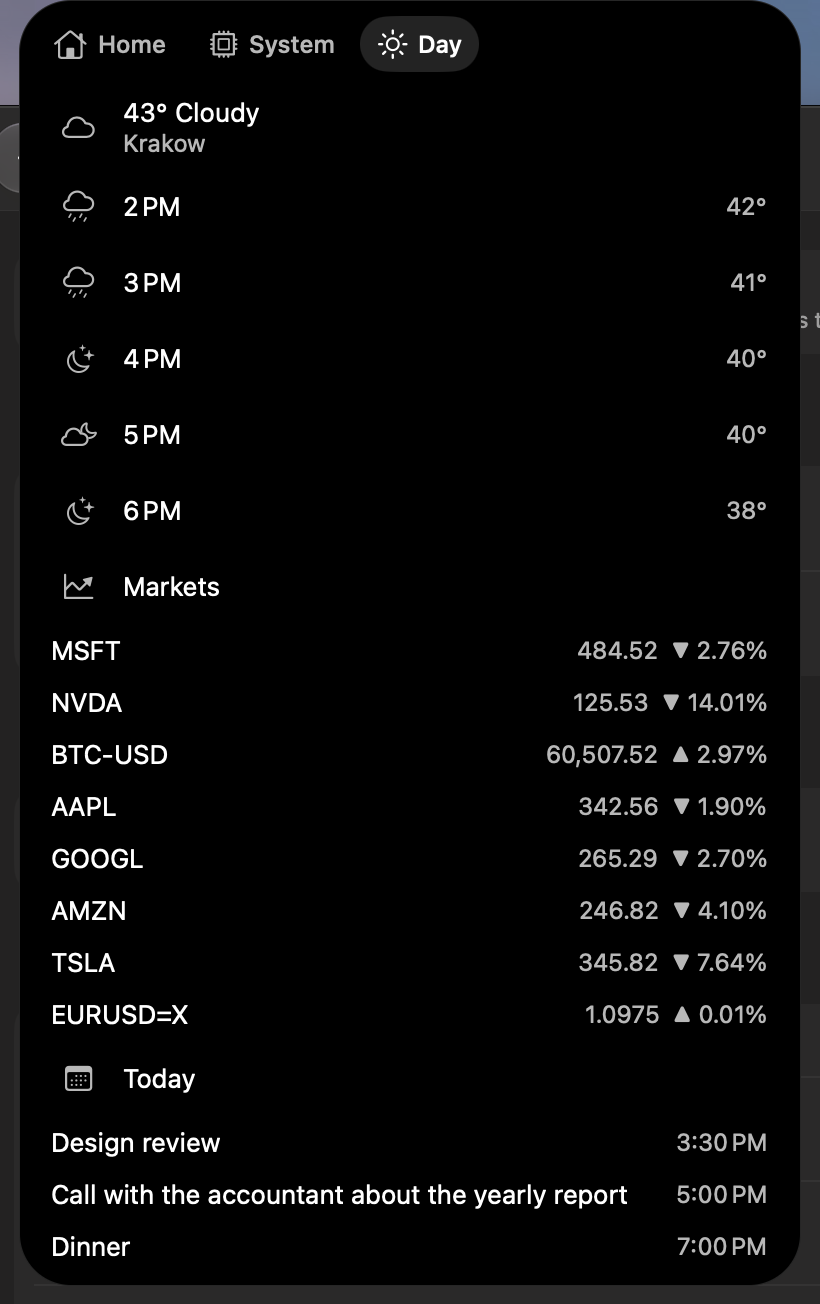 Home System Day
43° Cloudy
Krakow
2 PM 42°
3 PM 41°
s t
4 PM 40°
5 PM 40°
6 PM 38°
Markets
MSFT 484.52 ▼ 2.76%
NVDA 125.53 ▼ 14.01%
BTC-USD 60,507.52 ▲ 2.97%
AAPL 342.56 ▼ 1.90%
GOOGL 265.29 ▼ 2.70%
AMZN 246.82 ▼ 4.10%
TSLA 345.82 ▼ 7.64%
EURUSD=X 1.0975 ▲ 0.01%
Today
Design review 3:30 PM
Call with the accountant about the yearly report 5:00 PM
Dinner 7:00 PM